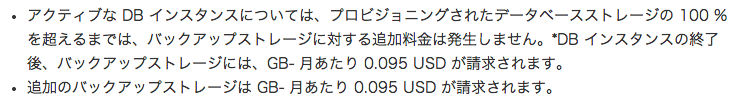 • アクティブな DB インスタンスについては、プロビジョニングされたデータベースストレージの 100 %
を超えるまでは、バックアップストレージに対する追加料金は発生しません。*DB インスタンスの終了
後、バックアップストレージには、GB- 月あたり 0.095 USD が請求されます。
• 追加のバックアップストレージは GB- 月あたり 0.095 USD が請求されます。